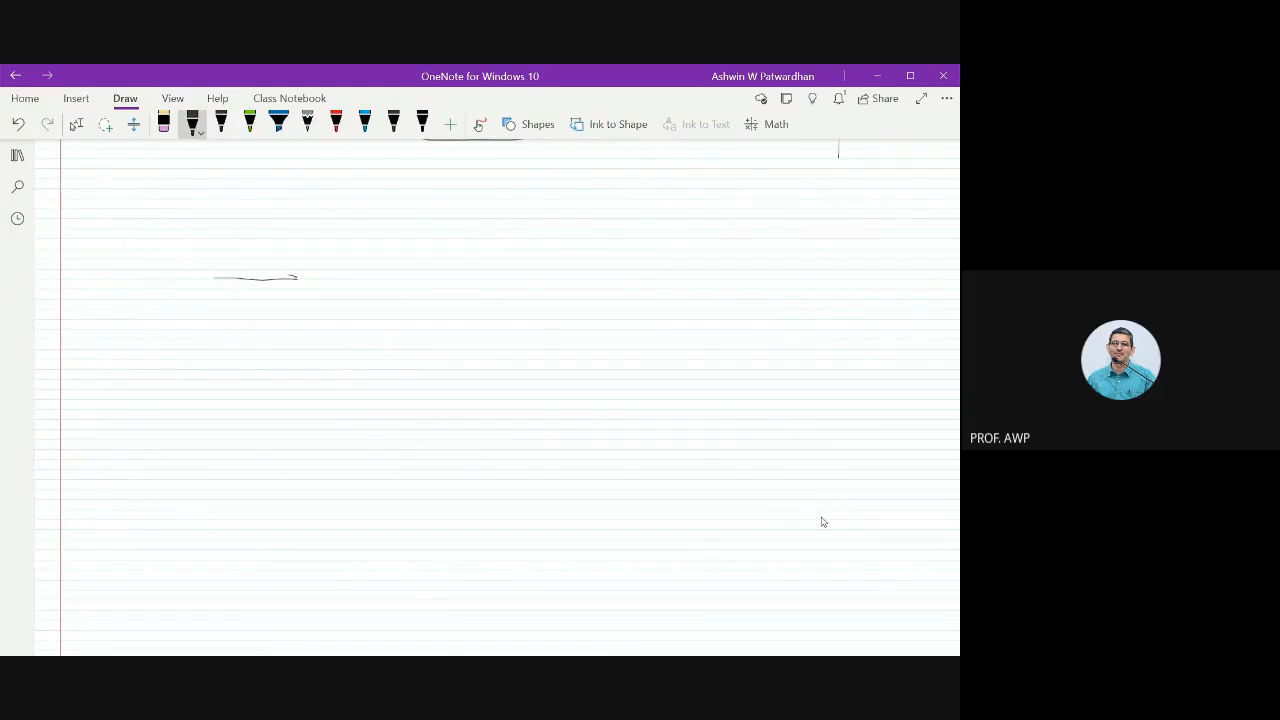 OneNote for Windows 10
Ashwin W Patwardhan
Home Insert Draw View Help Class Notebook
Share
Shapes Ink to Shape Ink to Text Math
PROF. AWP